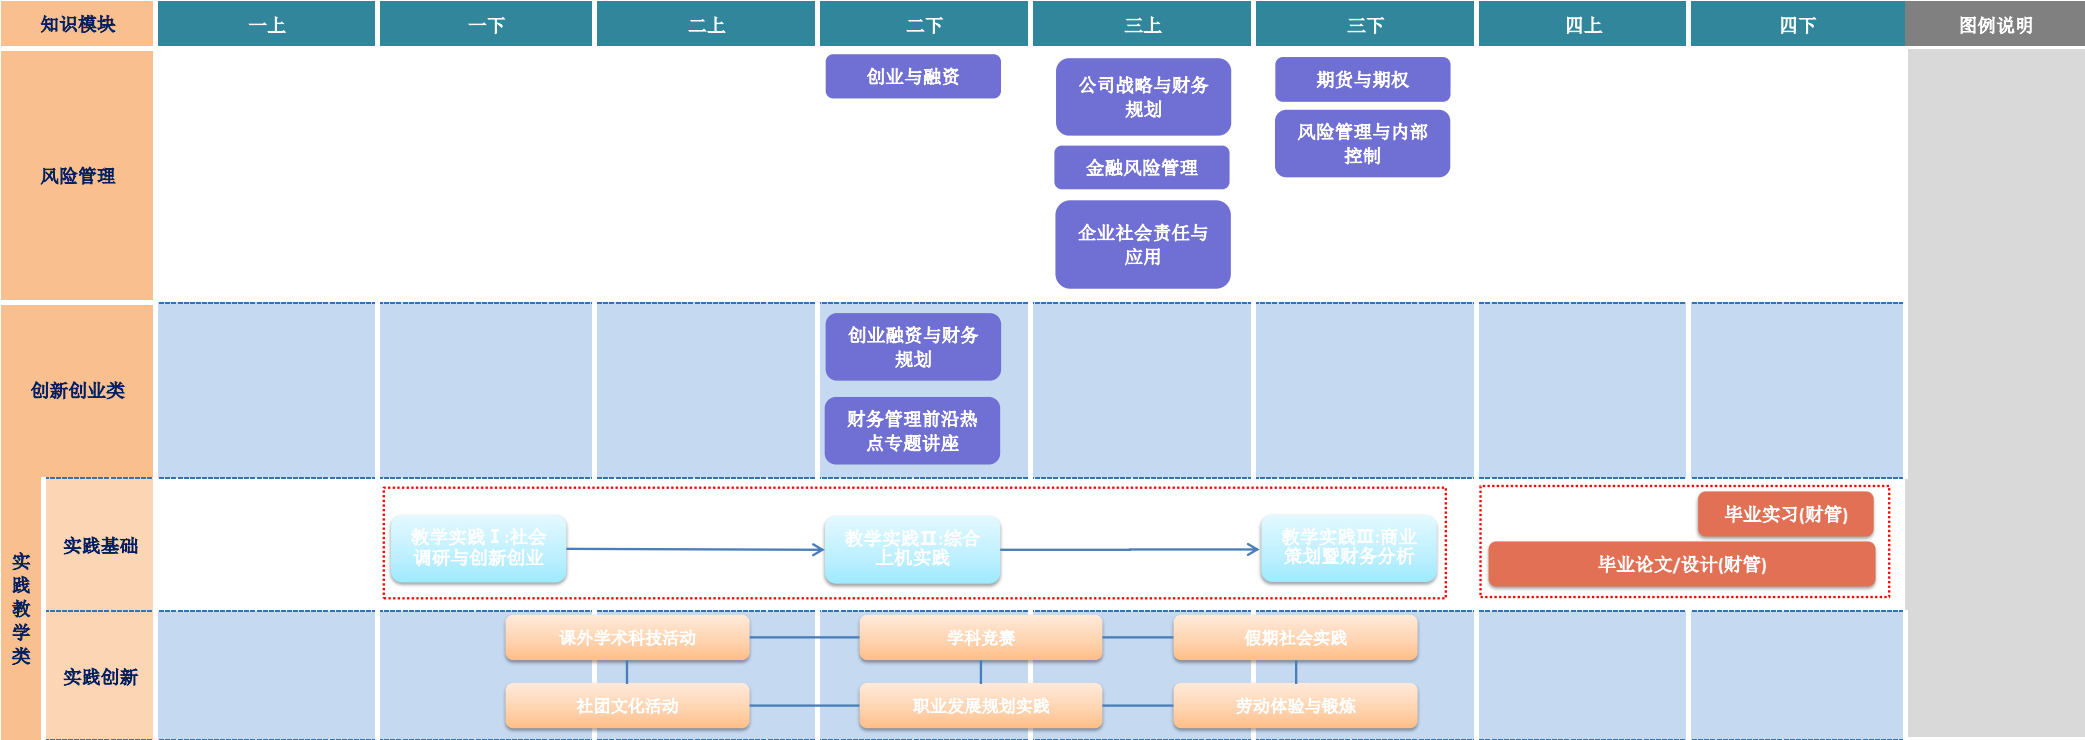 知识模块
一上
一下
二上
二下
三上
三下
四上
四下
图例说明
风险管理
创业与融资
公司战略与财务
规划
金融风险管理
企业社会责任与
应用
期货与期权
风险管理与内部
控制
创新创业类
创业融资与财务
规划
财务管理前沿热
点专题讲座
实
践
教
学
类
实践基础
教学实践Ⅰ:社会
调研与创新创业
教学实践Ⅱ:综合
上机实践
教学实践Ⅲ:商业
策划暨财务分析
毕业实习(财管)
毕业论文/设计(财管)
实践创新
课外学术科技活动
学科竞赛
假期社会实践
社团文化活动
职业发展规划实践
劳动体验与锻炼